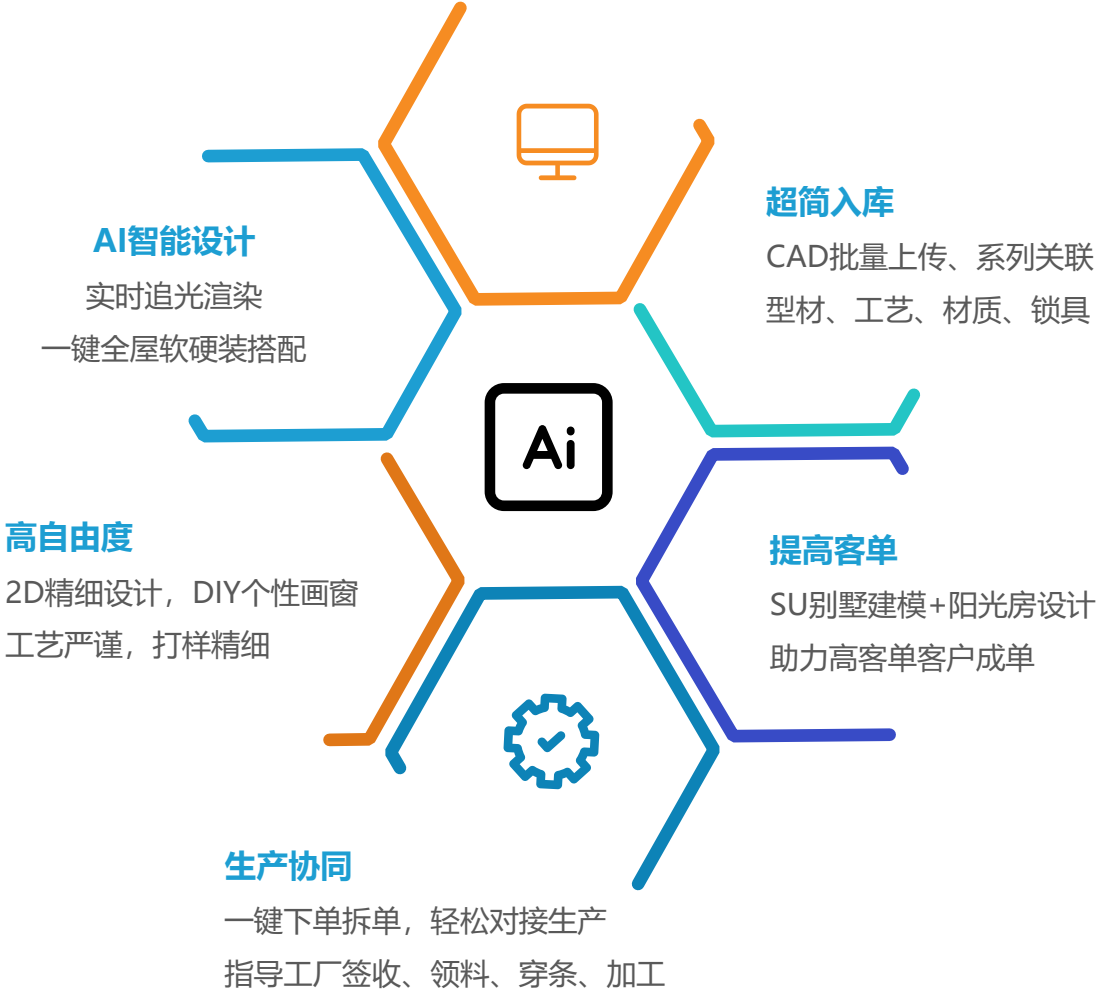 AI智能设计
实时追光渲染
一键全屋软硬装搭配
超简入库
CAD批量上传、系列关联
型材、工艺、材质、锁具
Ai
高自由度
2D精细设计，DIY个性画窗
工艺严谨，打样精细
提高客单
SU别墅建模+阳光房设计
助力高客单客户成单
生产协同
一键下单拆单，轻松对接生产
指导工厂签收、领料、穿条、加工